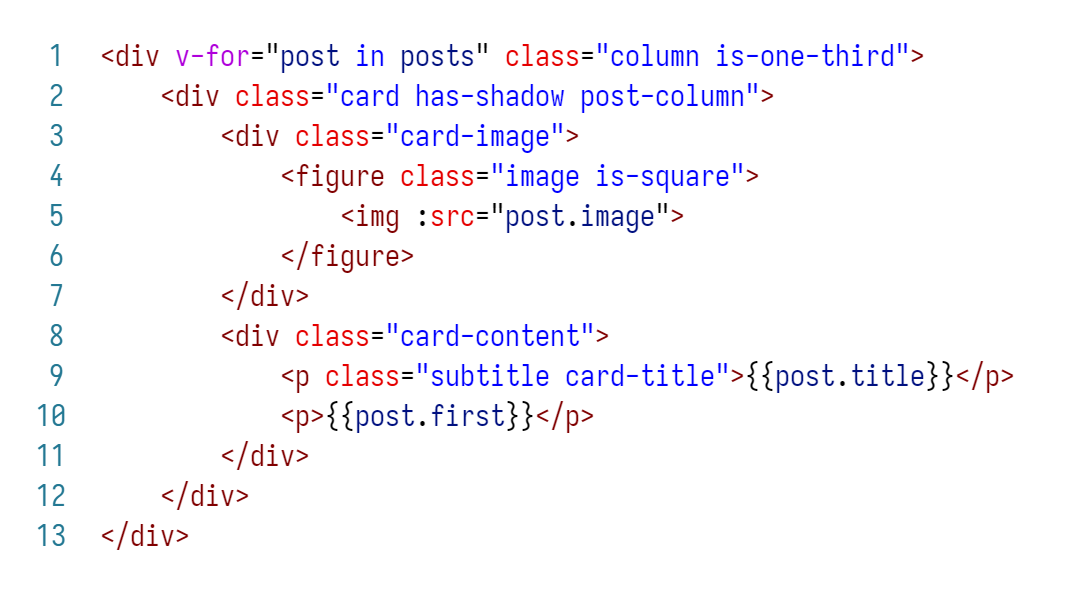 1 <div v-for="post in posts" class="column is-one-third">
2     <div class="card has-shadow post-column">
3         <div class="card-image">
4             <figure class="image is-square">
5                 <img :src="post.image">
6             </figure>
7         </div>
8         <div class="card-content">
9             <p class="subtitle card-title">{{post.title}}</p>
10             <p>{{post.first}}</p>
11         </div>
12     </div>
13 </div>